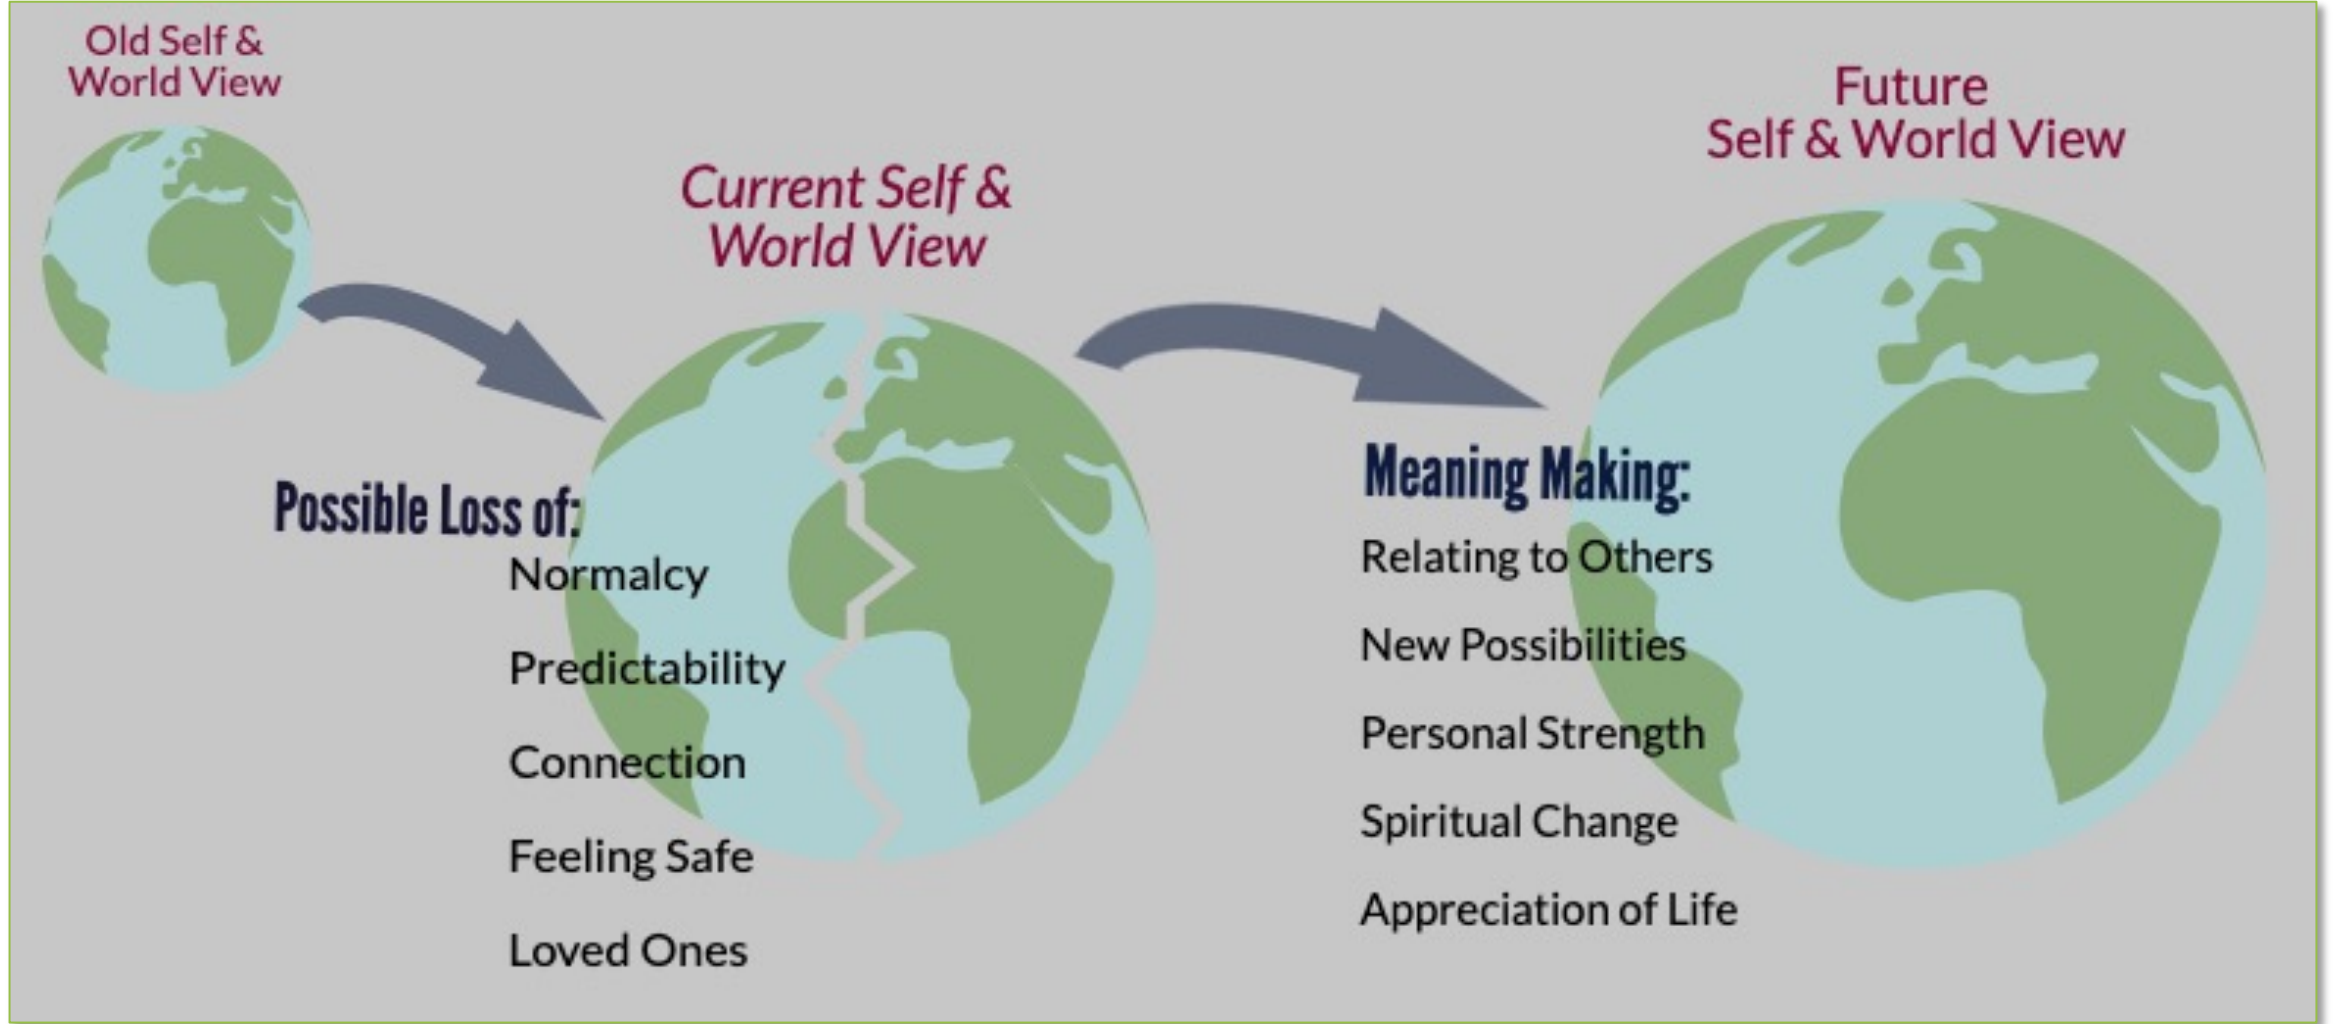 Old Self &
World View
Current Self &
World View
Future
Self & World View
Possible Loss of:
Normalcy
Predictability
Connection
Feeling Safe
Loved Ones
Meaning Making:
Relating to Others
New Possibilities
Personal Strength
Spiritual Change
Appreciation of Life